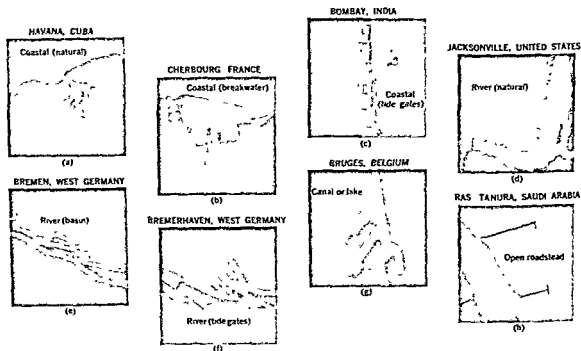 HAVANA, CUBA
Coastal (natural)
(a)
CHERBOURG FRANCE
Coastal (breakwater)
(b)
BOMBAY, INDIA
Coastal
(tide gates)
(c)
JACKSONVILLE, UNITED STATES
River (natural)
(d)
BREMEN, WEST GERMANY
River (basin)
(e)
BREMERHAVEN, WEST GERMANY
River (tide gates)
(f)
BRUGES, BELGIUM
Canal or lake
(g)
RAS TANURA, SAUDI ARABIA
Open roadstead
(h)